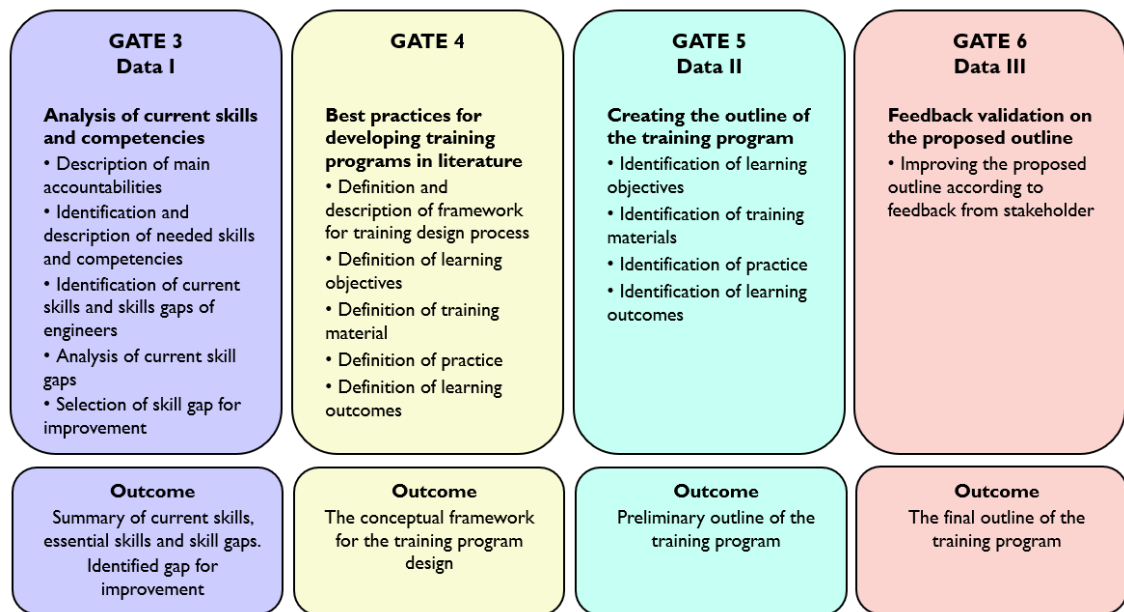 GATE 3
Data I
Analysis of current skills
and competencies
• Description of main
accountabilities
• Identification and
description of needed skills
and competencies
• Identification of current
skills and skills gaps of
engineers
• Analysis of current skill
gaps
• Selection of skill gap for
improvement
GATE 4
Best practices for
developing training
programs in literature
• Definition and
description of framework
for training design process
• Definition of learning
objectives
• Definition of training
material
• Definition of practice
• Definition of learning
outcomes
GATE 5
Data II
Creating the outline of
the training program
• Identification of learning
objectives
• Identification of training
materials
• Identification of practice
• Identification of learning
outcomes
GATE 6
Data III
Feedback validation on
the proposed outline
• Improving the proposed
outline according to
feedback from stakeholder
Outcome
Summary of current skills,
essential skills and skill gaps.
Identified gap for
improvement
Outcome
The conceptual framework
for the training program
design
Outcome
Preliminary outline of the
training program
Outcome
The final outline of the
training program